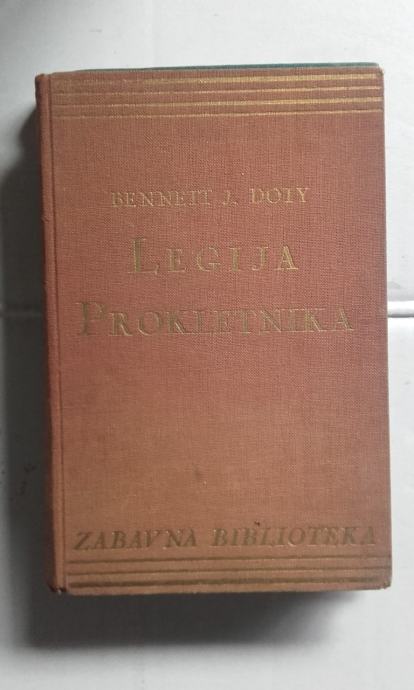 BENNETT J. DOTY
LEGIJA
PROKLETNIKA
ZABAVNA BIBLIOTEKA